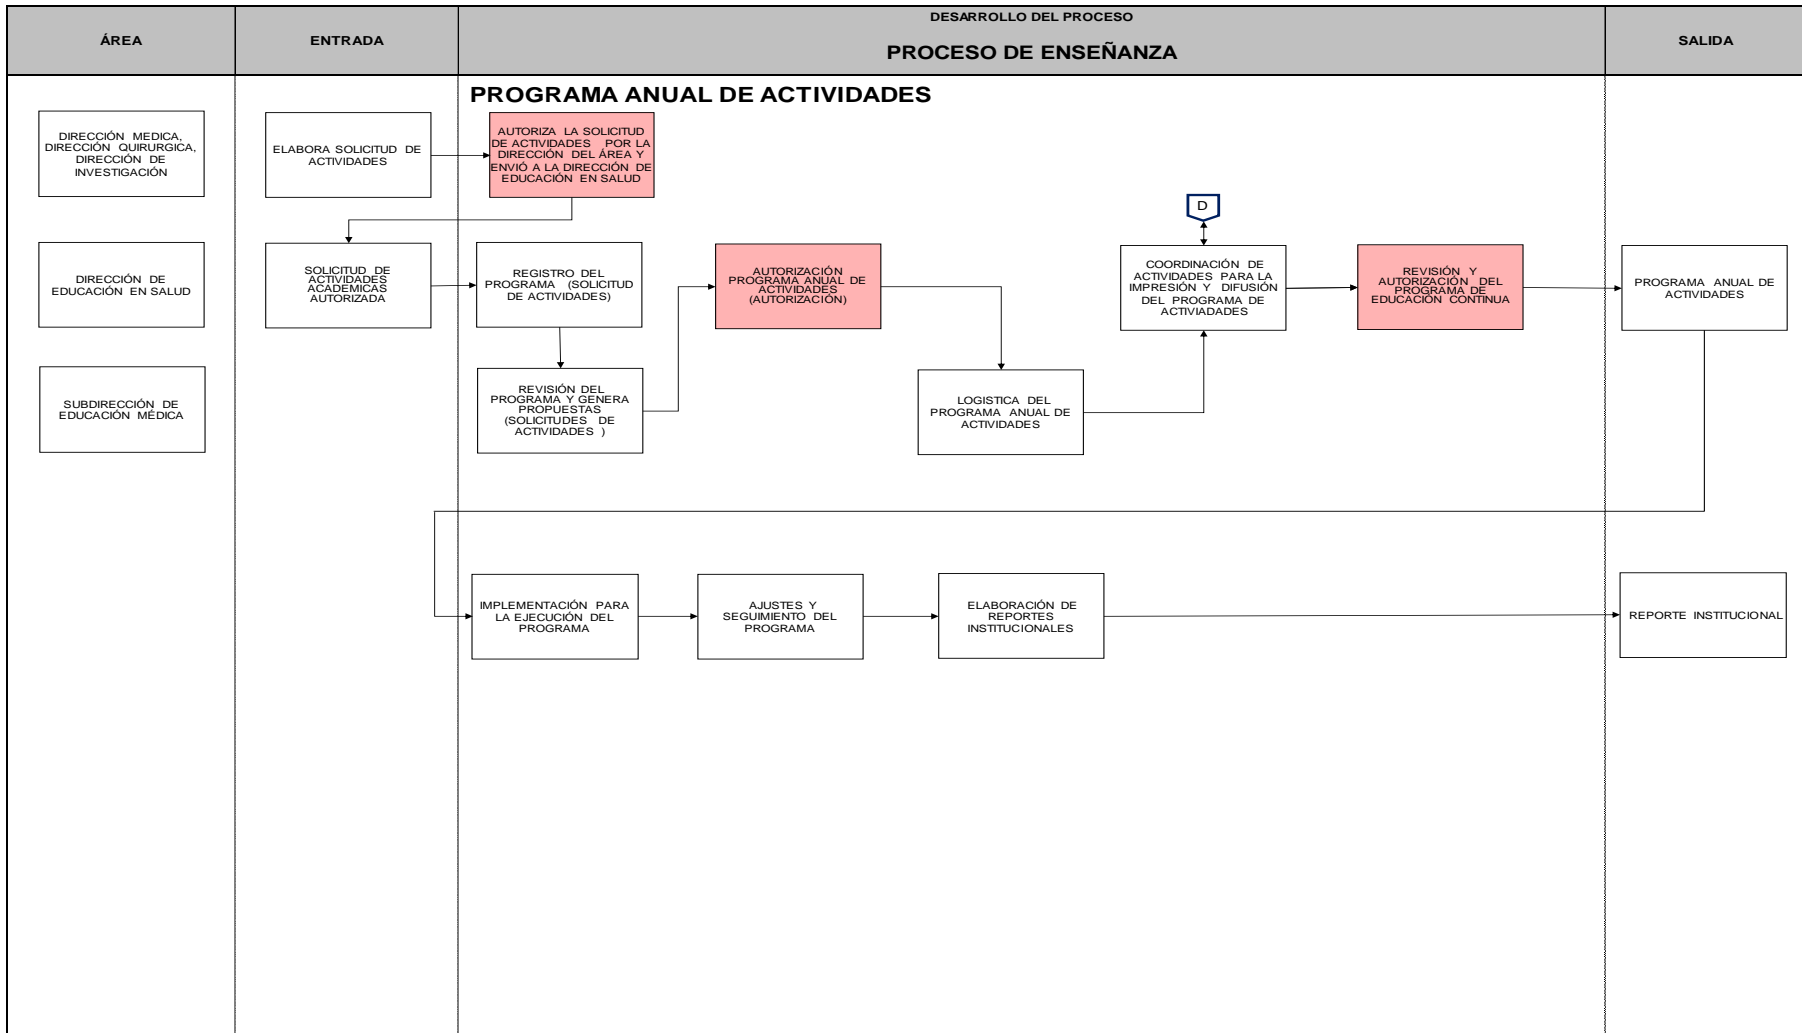 ÁREA
ENTRADA
DESARROLLO DEL PROCESO
PROCESO DE ENSEÑANZA
SALIDA
PROGRAMA ANUAL DE ACTIVIDADES
DIRECCIÓN MEDICA,
DIRECCIÓN QUIRURGICA,
DIRECCIÓN DE
INVESTIGACIÓN
ELABORA SOLICITUD DE
ACTIVIDADES
AUTORIZA LA SOLICITUD
DE ACTIVIDADES POR LA
DIRECCIÓN DEL ÁREA Y
ENVIÓ A LA DIRECCIÓN DE
EDUCACIÓN EN SALUD
D
DIRECCIÓN DE
EDUCACIÓN EN SALUD
SOLICITUD DE
ACTIVIDADES
ACADEMICAS
AUTORIZADA
REGISTRO DEL
PROGRAMA (SOLICITUD
DE ACTIVIDADES)
AUTORIZACIÓN
PROGRAMA ANUAL DE
ACTIVIDADES
(AUTORIZACIÓN)
COORDINACIÓN DE
ACTIVIDADES PARA LA
IMPRESIÓN Y DIFUSIÓN
DEL PROGRAMA DE
ACTIVIADADES
REVISIÓN Y
AUTORIZACIÓN DEL
PROGRAMA DE
EDUCACIÓN CONTINUA
PROGRAMA ANUAL DE
ACTIVIDADES
SUBDIRECCIÓN DE
EDUCACIÓN MÉDICA
REVISIÓN DEL
PROGRAMA Y GENERA
PROPUESTAS
(SOLICITUDES DE
ACTIVIDADES )
LOGISTICA DEL
PROGRAMA ANUAL DE
ACTIVIDADES
IMPLEMENTACIÓN PARA
LA EJECUCIÓN DEL
PROGRAMA
AJUSTES Y
SEGUIMIENTO DEL
PROGRAMA
ELABORACIÓN DE
REPORTES
INSTITUCIONALES
REPORTE INSTITUCIONAL